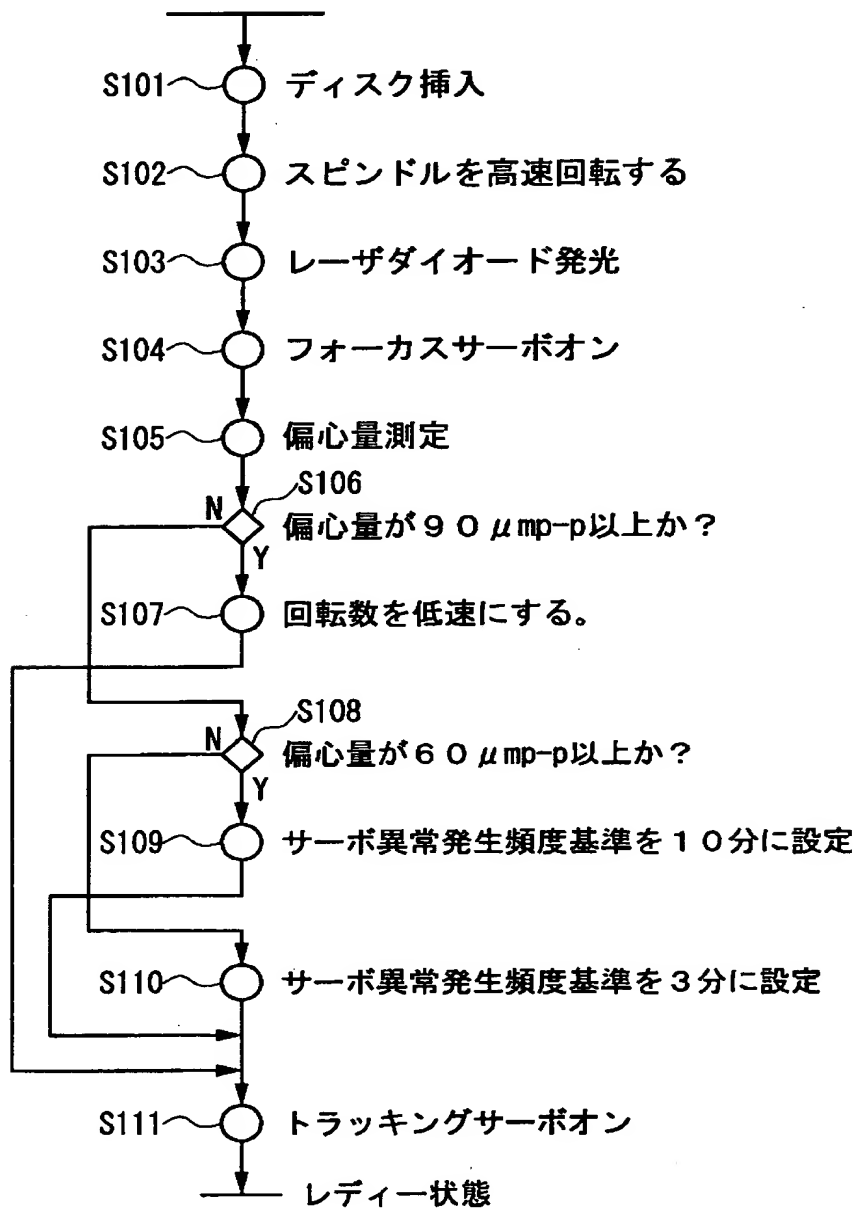 S101 ディスク挿入
S102 スピンドルを高速回転する
S103 レーザダイオード発光
S104 フォーカスサーボオン
S105 偏心量測定
S106
N 偏心量が90μmp-p以上か?
Y
S107 回転数を低速にする。
S108
N 偏心量が60μmp-p以上か?
Y
S109 サーボ異常発生頻度基準を10分に設定
S110 サーボ異常発生頻度基準を3分に設定
S111 トラッキングサーボオン
レディー状態